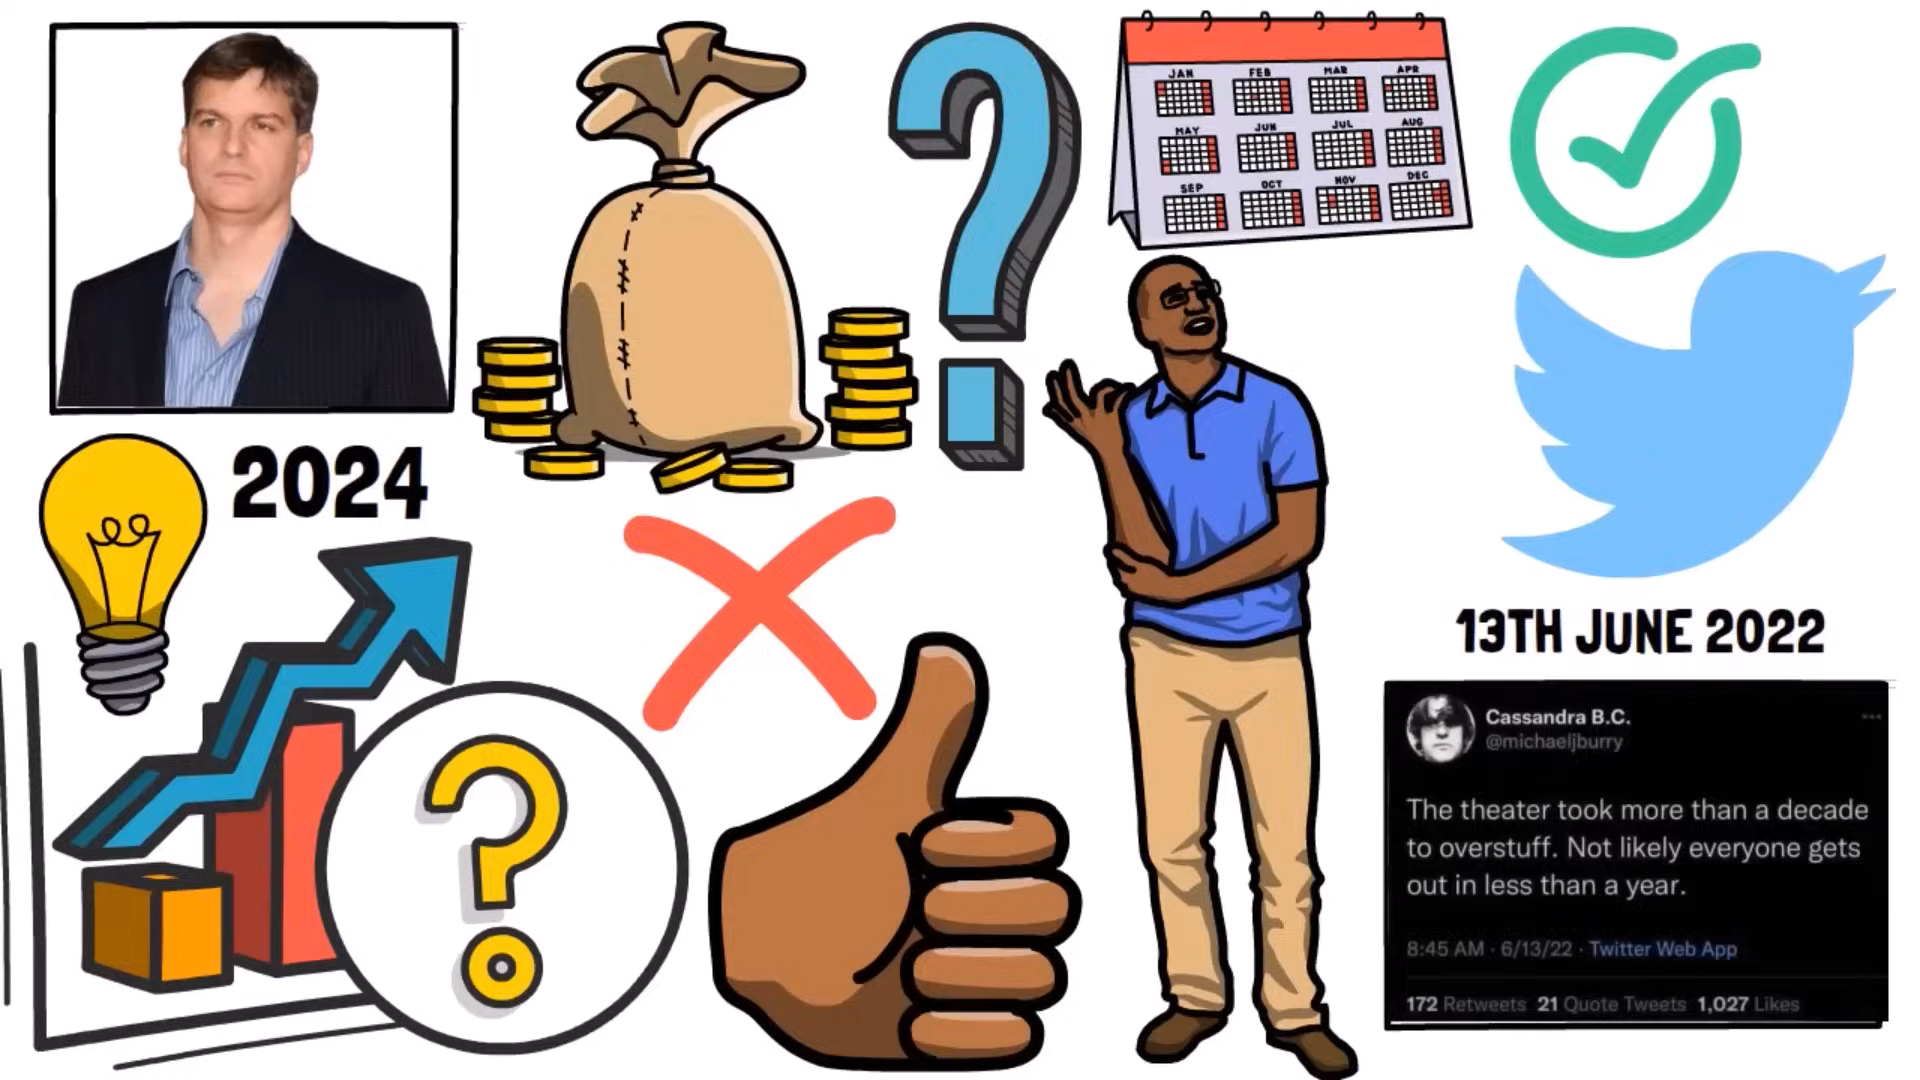 JAN FEB MAR APR
MAY JUN JUL AUG
SEP OCT NOV DEC
2024
13TH JUNE 2022
Cassandra B.C.
@michaeljburry
The theater took more than a decade
to overstuff. Not likely everyone gets
out in less than a year.
8:45 AM · 6/13/22 · Twitter Web App
172 Retweets 21 Quote Tweets 1,027 Likes